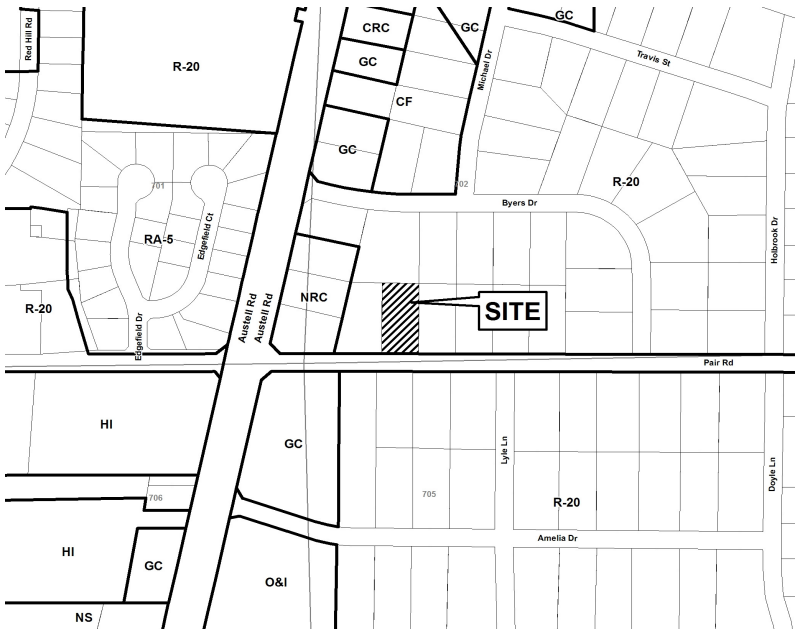 CRC
GC
GC
Red Hill Rd
R-20
GC
Michael Dr
Travis St
CF
GC
701
702
R-20
Byers Dr
RA-5
Edgefield Ct
Holbrook Dr
R-20
NRC
SITE
Austell Rd
Austell Rd
Edgefield Dr
Pair Rd
HI
GC
Lyle Ln
Doyle Ln
706
705
R-20
Amelia Dr
HI
GC
O&I
NS